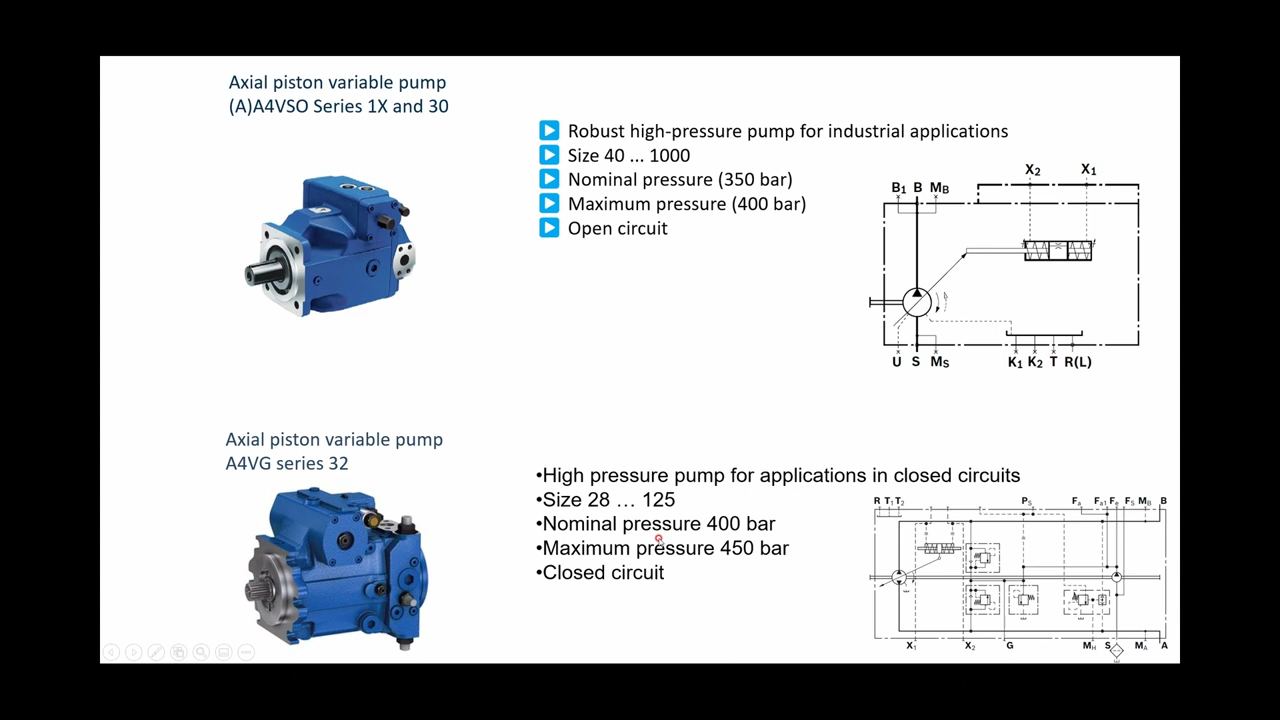 Axial piston variable pump
(A)A4VSO Series 1X and 30
Robust high-pressure pump for industrial applications
Size 40 ... 1000
Nominal pressure (350 bar)
Maximum pressure (400 bar)
Open circuit
X2 X1
B1 B MB
U S MS K1 K2 T R(L)
Axial piston variable pump
A4VG series 32
•High pressure pump for applications in closed circuits
•Size 28 … 125
•Nominal pressure 400 bar
•Maximum pressure 450 bar
•Closed circuit
R T1 T2 PS Fa Fa1 Fe FS MB B
X1 X2 G MH S MA A